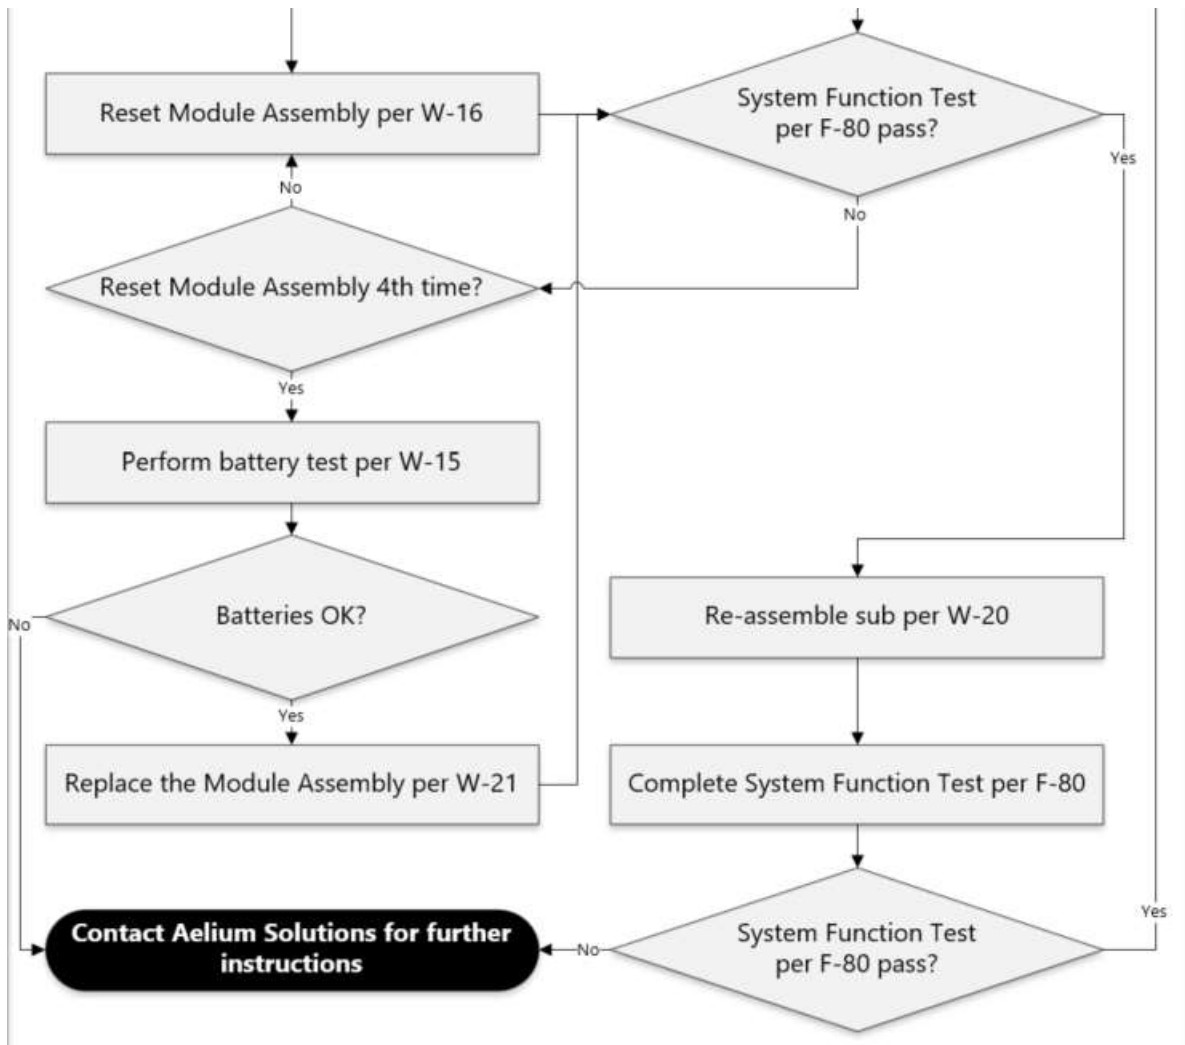 Reset Module Assembly per W-16
System Function Test
per F-80 pass?
Yes
No
No
Reset Module Assembly 4th time?
Yes
Perform battery test per W-15
Batteries OK?
No
Yes
Re-assemble sub per W-20
Replace the Module Assembly per W-21
Complete System Function Test per F-80
Contact Aelium Solutions for further
instructions
No
System Function Test
per F-80 pass?
Yes